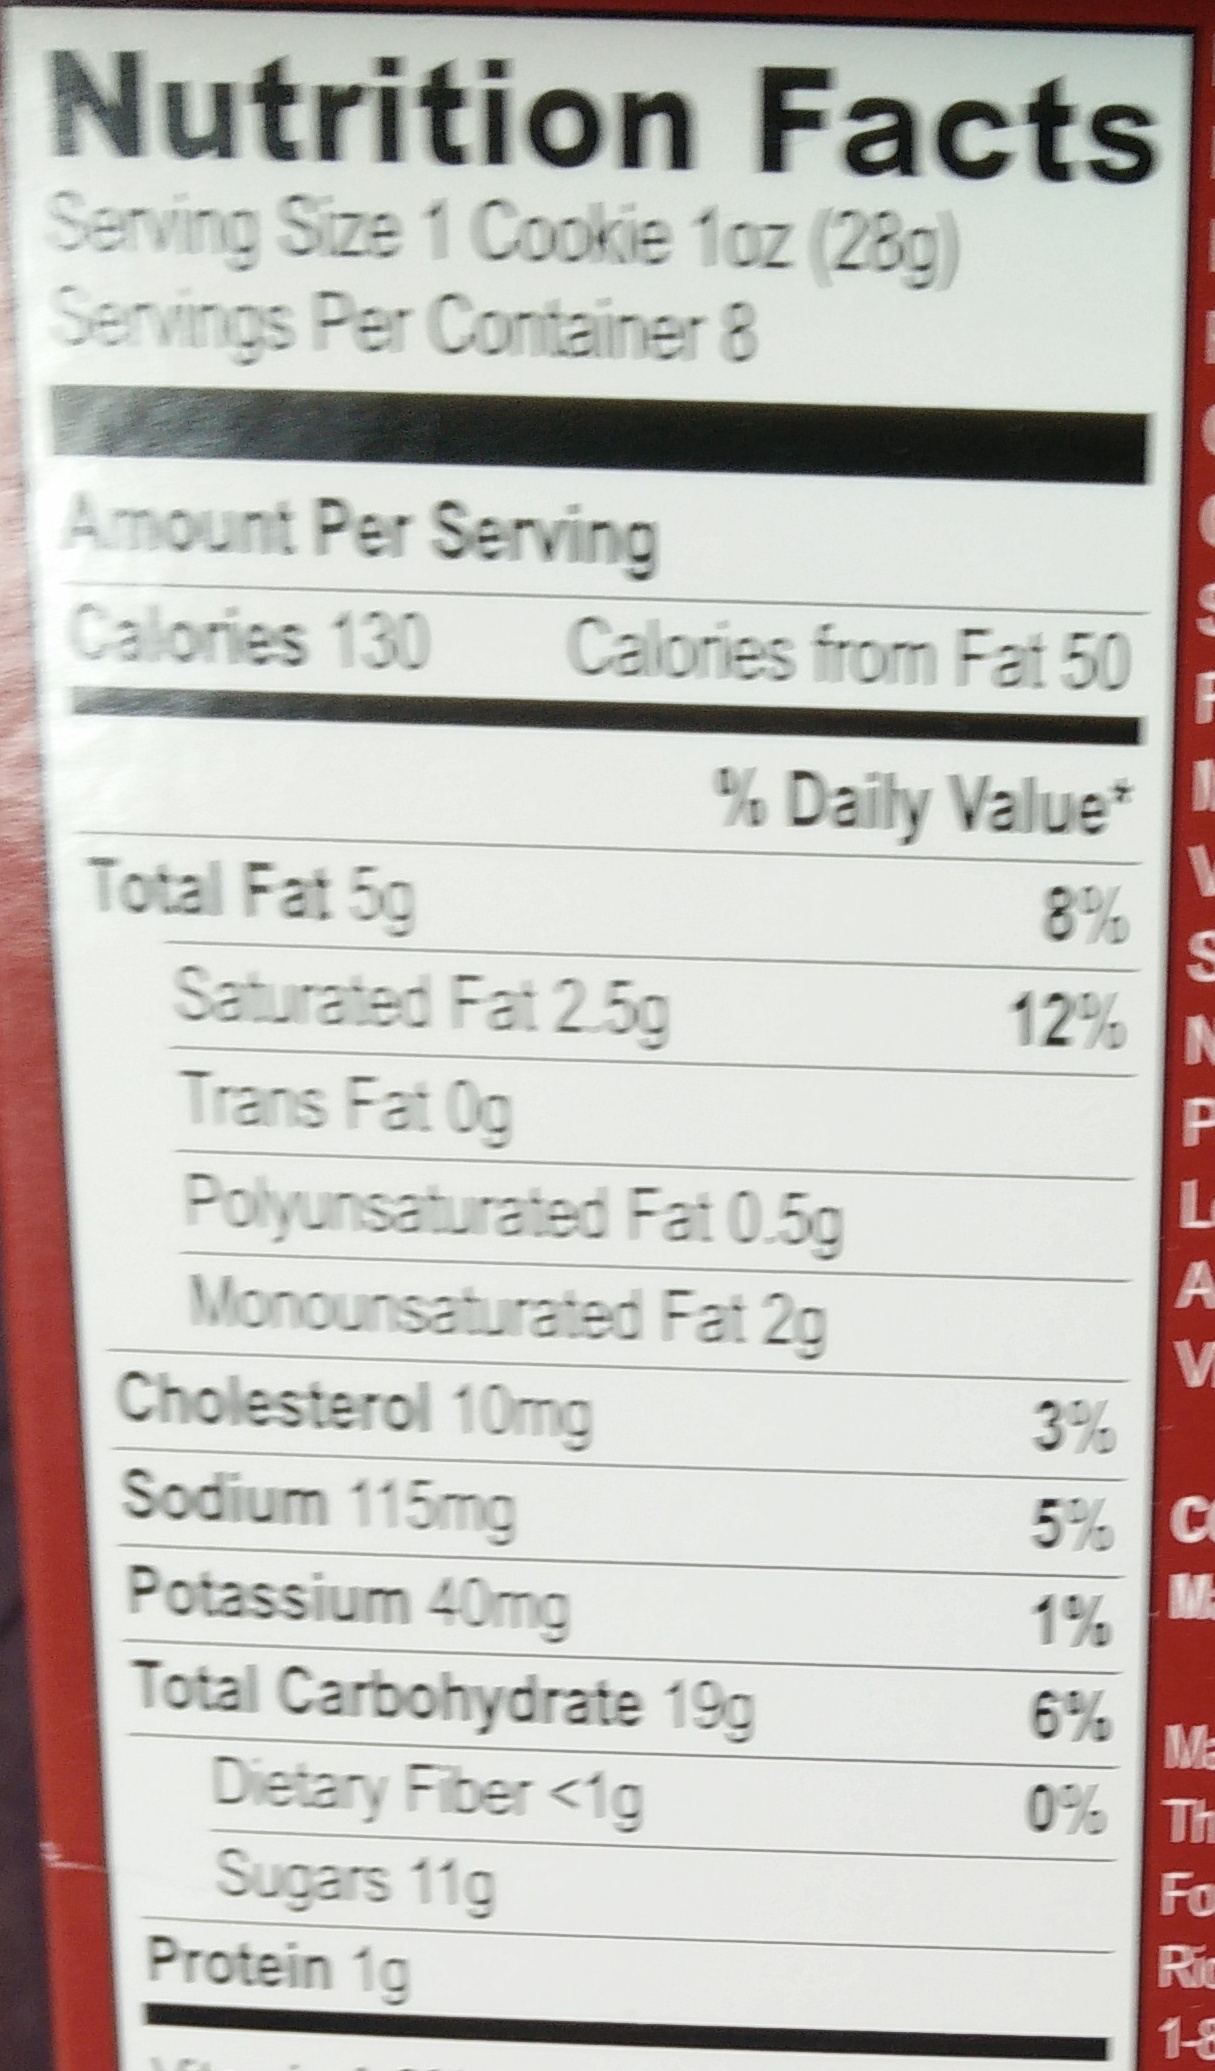 Nutrition Facts
Serving Size 1 Cookie 1oz (28g)
Servings Per Container 8
Amount Per Serving
Calories 130 Calories from Fat 50
% Daily Value*
Total Fat 5g 8%
Saturated Fat 2.5g 12%
Trans Fat 0g
Polyunsaturated Fat 0.5g
Monounsaturated Fat 2g
Cholesterol 10mg 3%
Sodium 115mg 5%
Potassium 40mg 1%
Total Carbohydrate 19g 6%
Dietary Fiber <1g 0%
Sugars 11g
Protein 1g